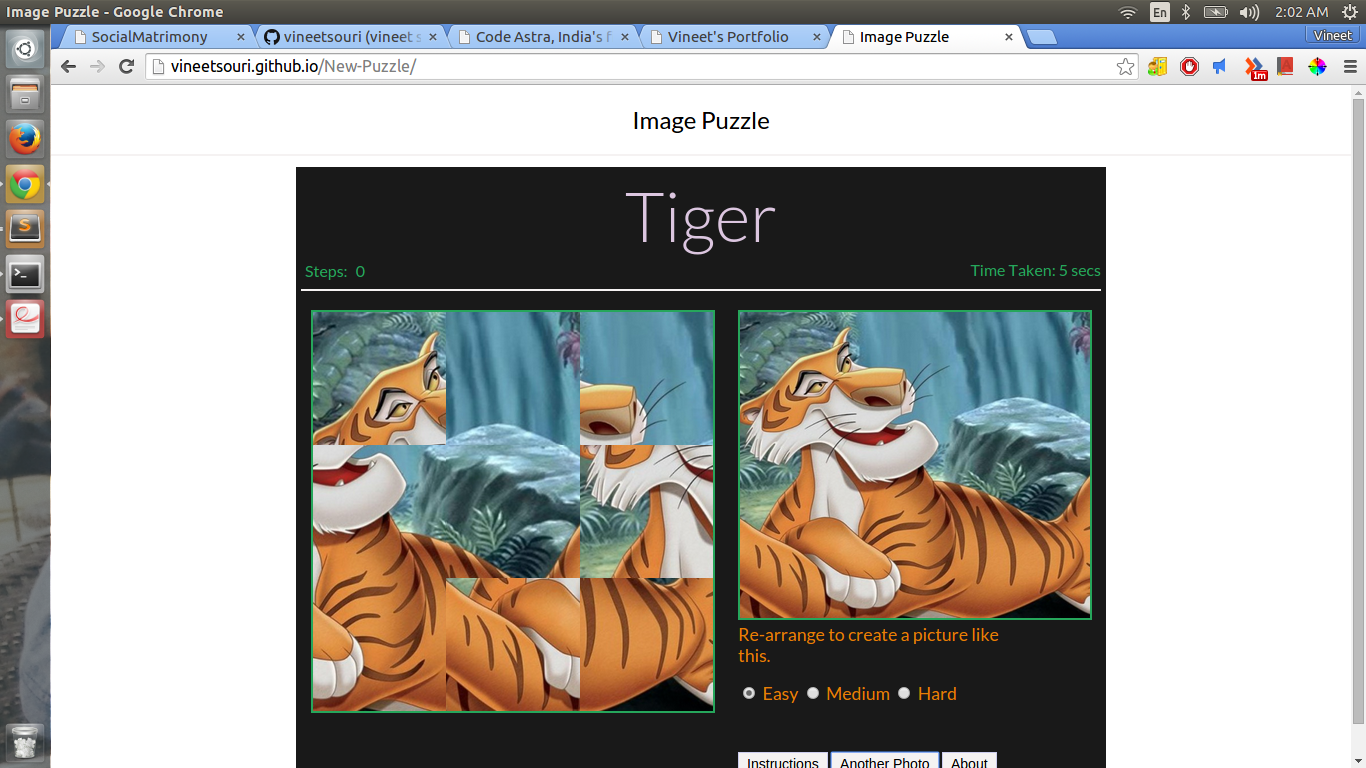 Image Puzzle - Google Chrome
En
2:02 AM
SocialMatrimony
vineetsouri (vineet s
Code Astra, India's f
Vineet's Portfolio
Image Puzzle
Vineet
vineetsouri.github.io/New-Puzzle/
1m
Image Puzzle
Tiger
Steps: 0
Time Taken: 5 secs
Re-arrange to create a picture like
this.
Easy Medium Hard
Instructions Another Photo About